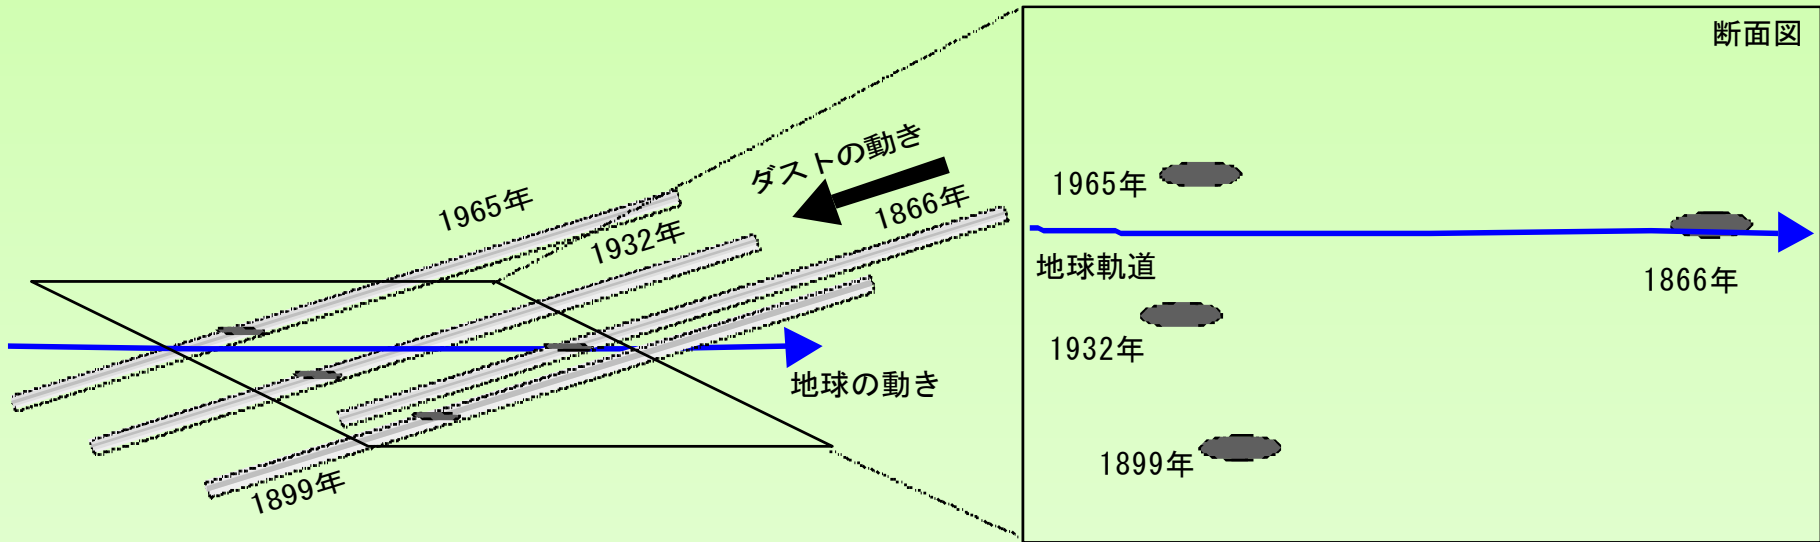 1965年
1932年
ダストの動き
1866年
地球の動き
1899年
断面図
1965年
地球軌道
1866年
1932年
1899年